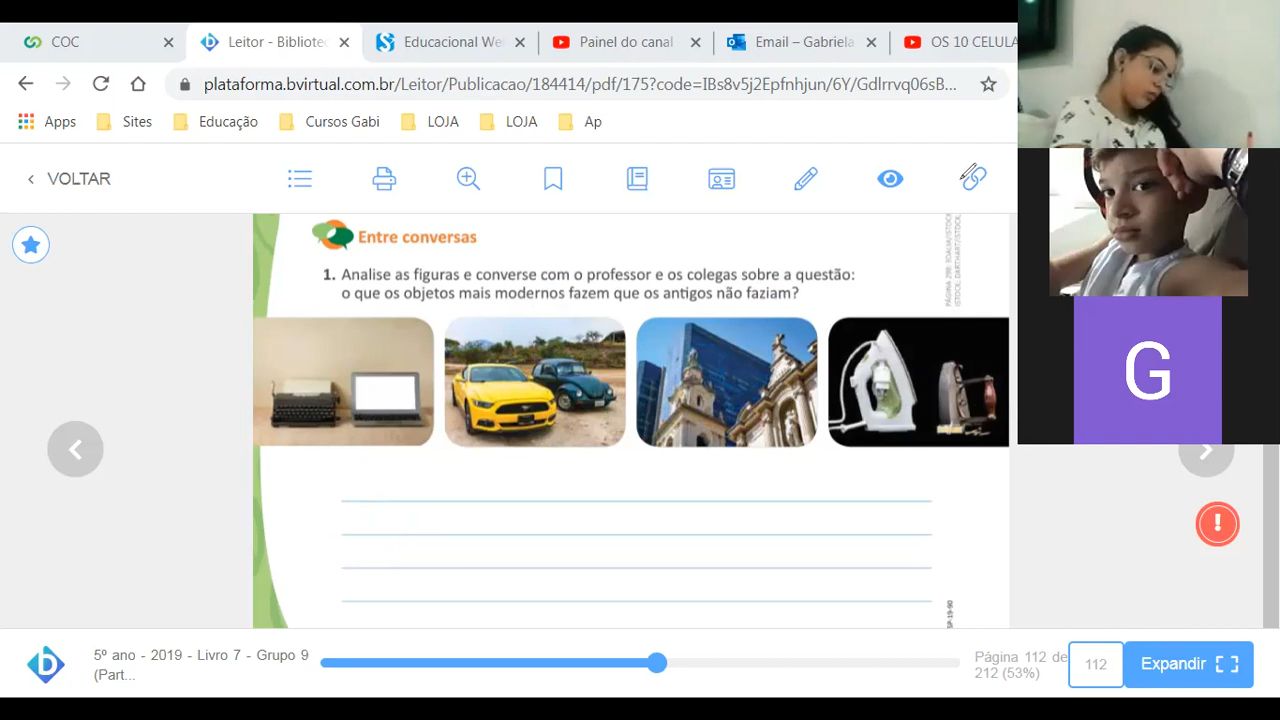 COC
Leitor - Bibliotec
Educacional We
Painel do canal
Email – Gabriela
OS 10 CELULA
plataforma.bvirtual.com.br/Leitor/Publicacao/184414/pdf/175?code=IBs8v5j2Epfnhjun/6Y/Gdlrrvq06sB...
Apps
Sites
Educação
Cursos Gabi
LOJA
LOJA
Ap
VOLTAR
Entre conversas
1. Analise as figuras e converse com o professor e os colegas sobre a questão:
o que os objetos mais modernos fazem que os antigos não faziam?
G
5º ano - 2019 - Livro 7 - Grupo 9
(Part...
Página 112 de
212 (53%)
112
Expandir